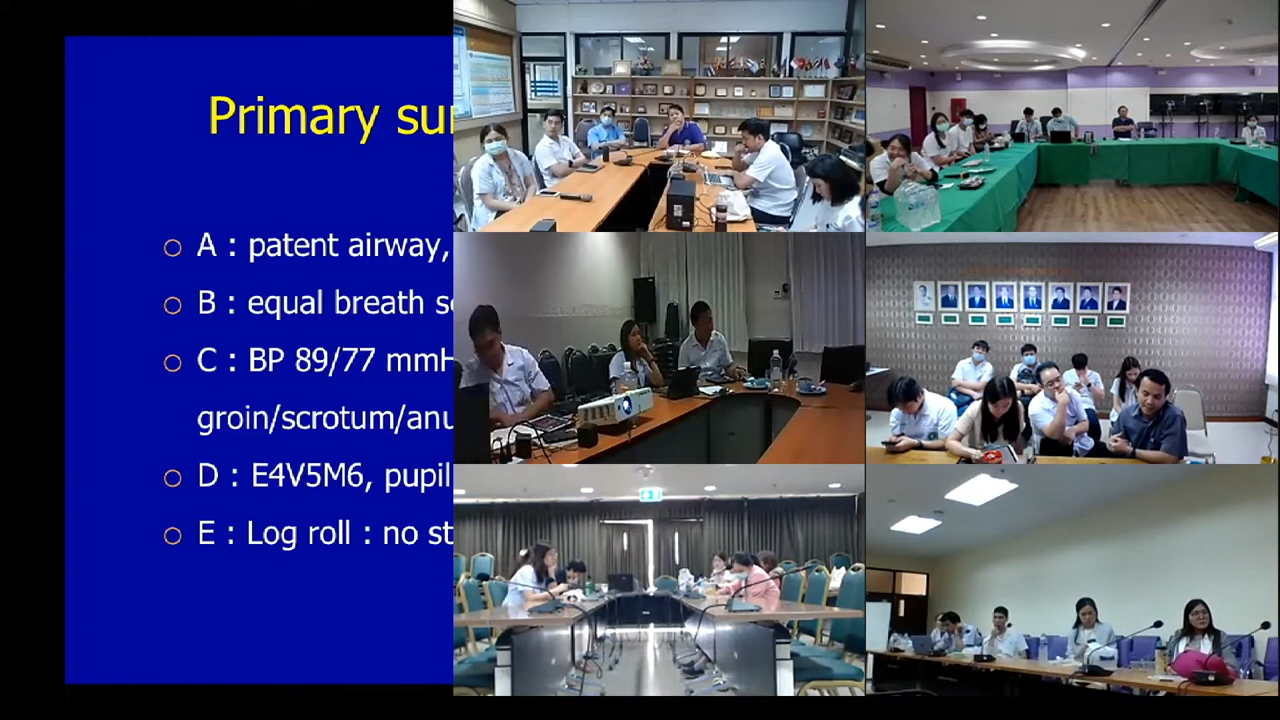 Primary su
A : patent airway,
B : equal breath s
C : BP 89/77 mmH
groin/scrotum/anu
D : E4V5M6, pupil
E : Log roll : no st